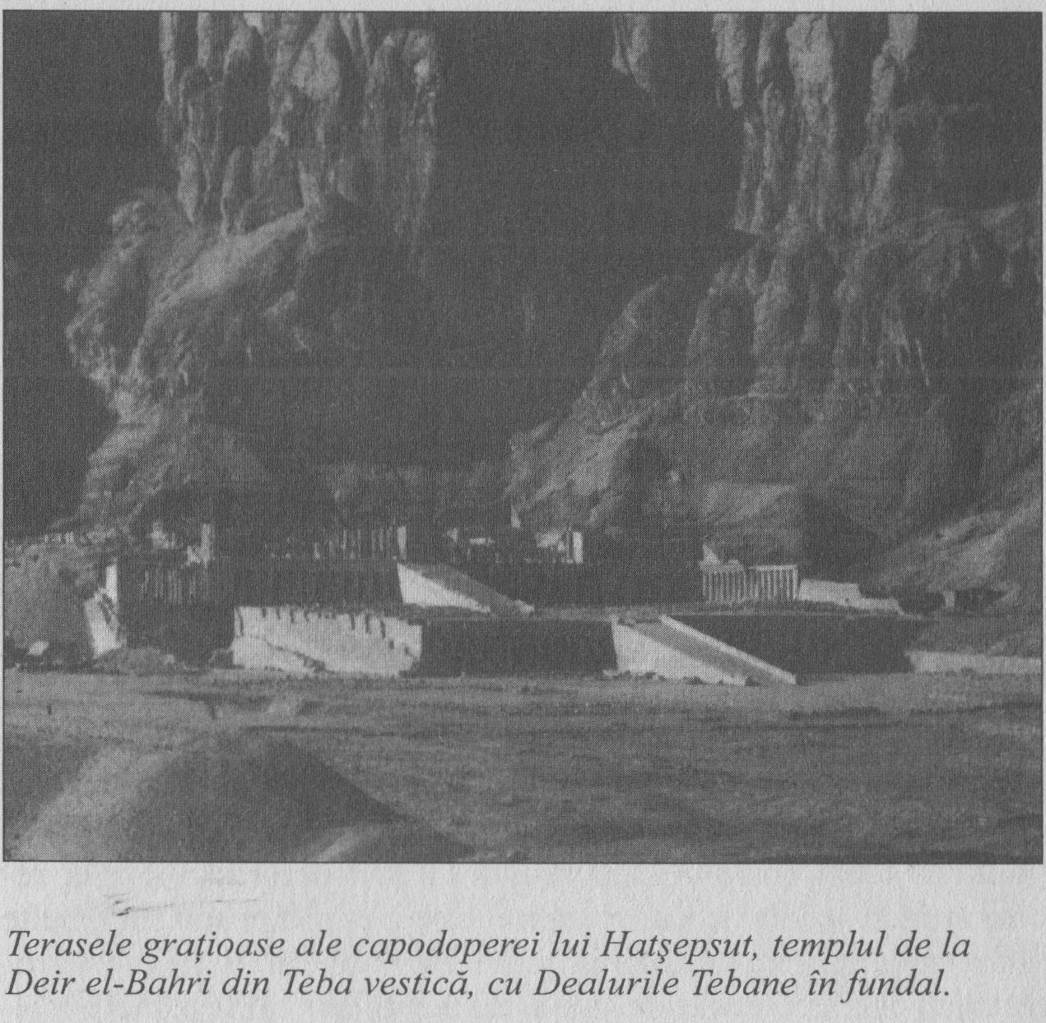 Terasele grațioase ale capodoperei lui Hatşepsut, templul de la
Deir el-Bahri din Teba vestică, cu Dealurile Tebane în fundal.